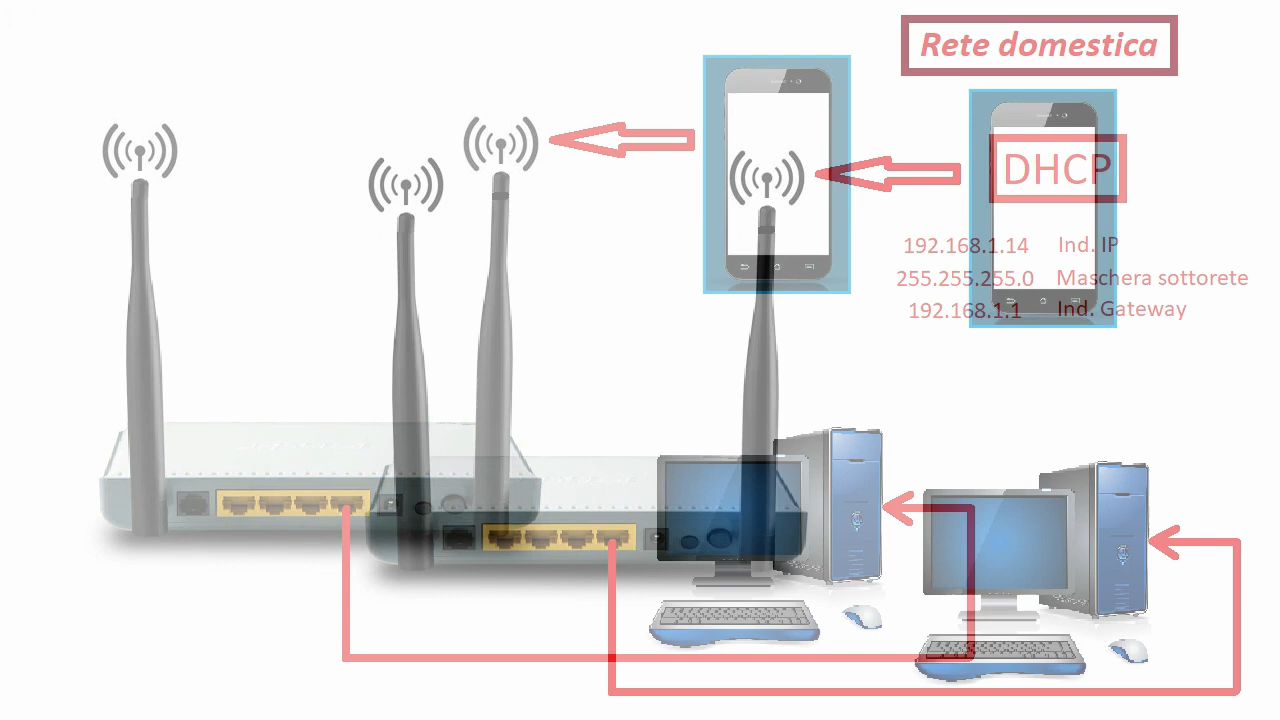 Rete domestica
DHCP
192.168.1.14 Ind. IP
255.255.255.0 Maschera sottorete
192.168.1.1 Ind. Gateway